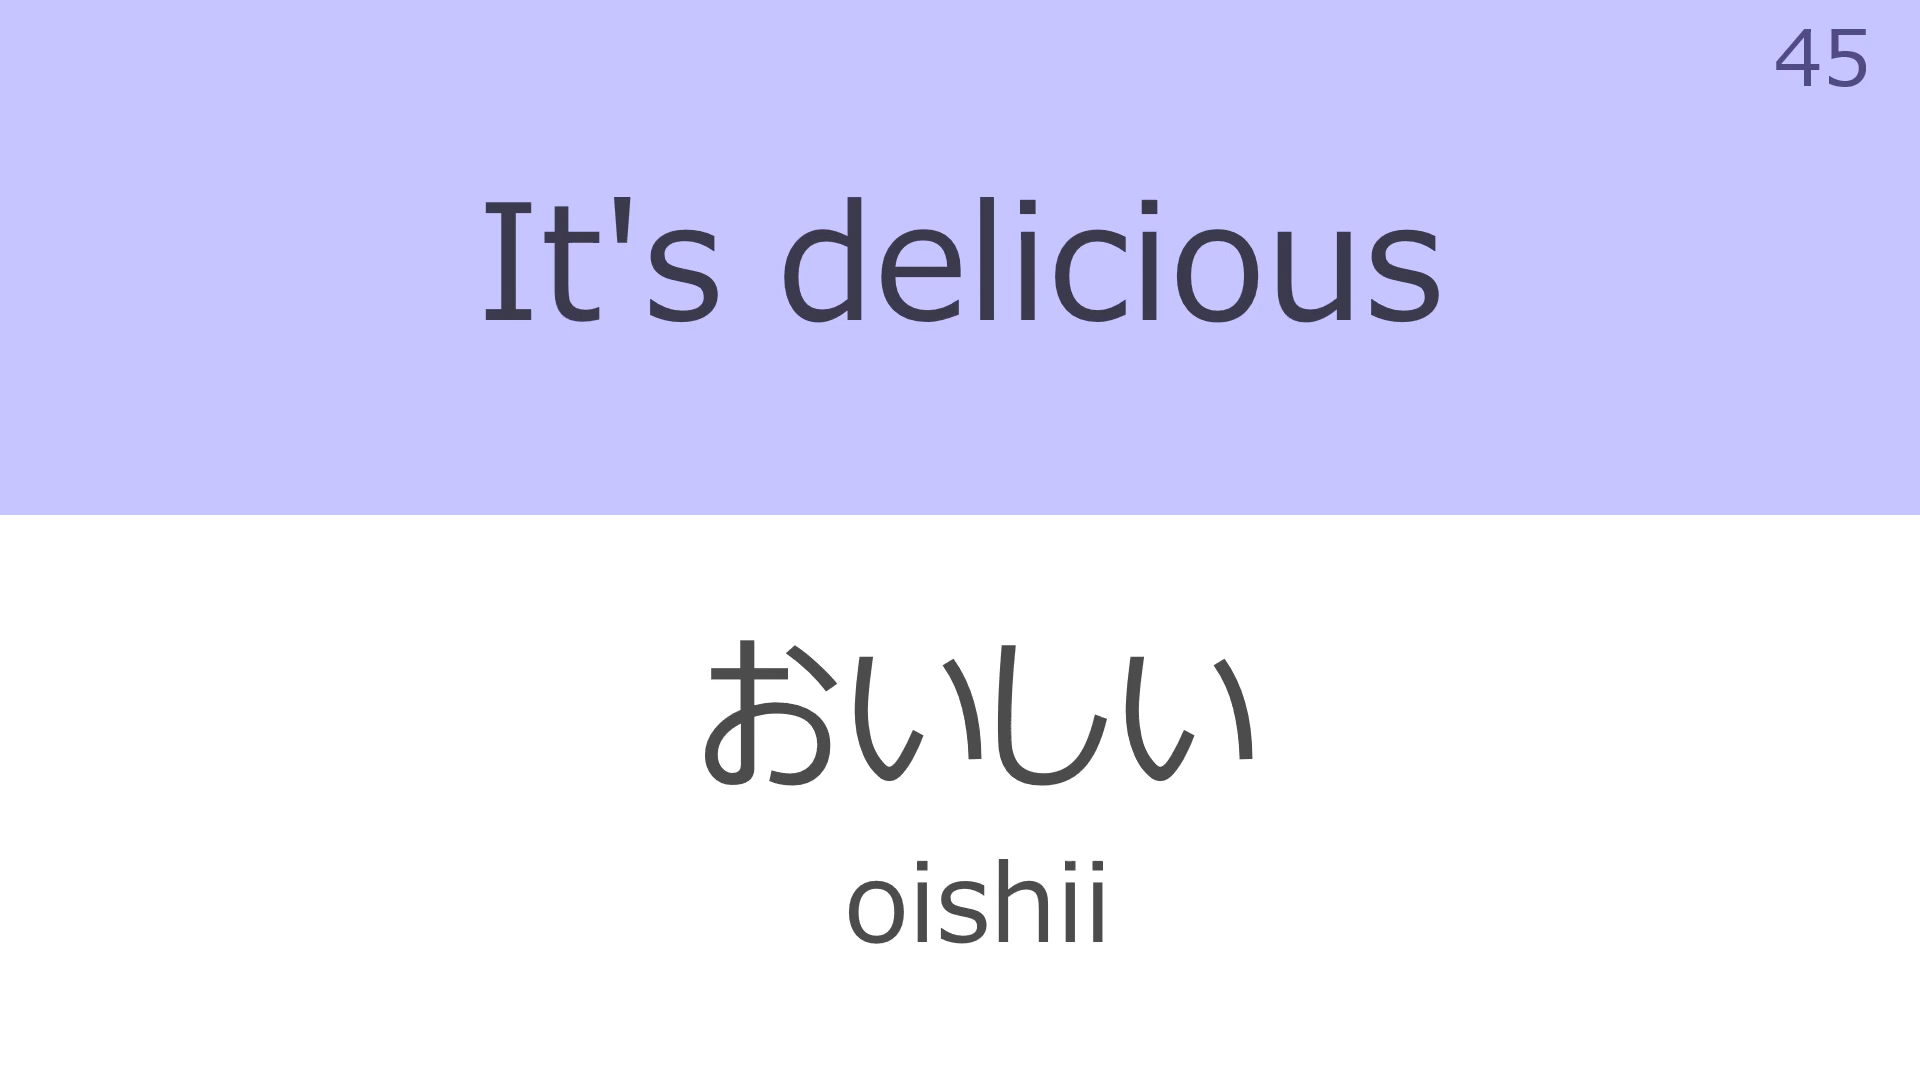 45
It's delicious
おいしい
oishii